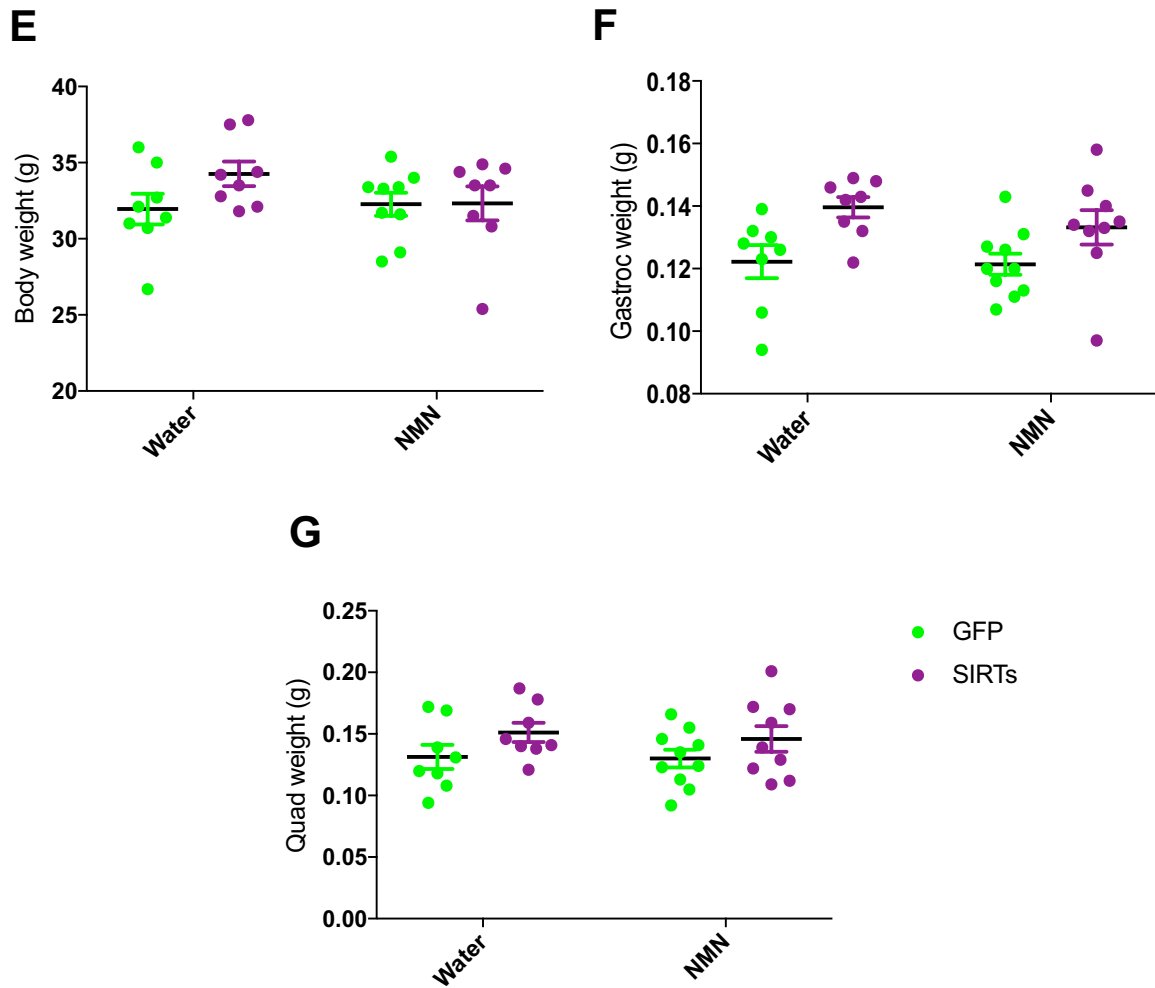 E
Body weight (g)
40
35
30
25
20
Water
NMN
F
Gastroc weight (g)
0.18
0.16
0.14
0.12
0.10
0.08
Water
NMN
G
Quad weight (g)
0.25
0.20
0.15
0.10
0.05
0.00
Water
NMN
GFP
SIRTs